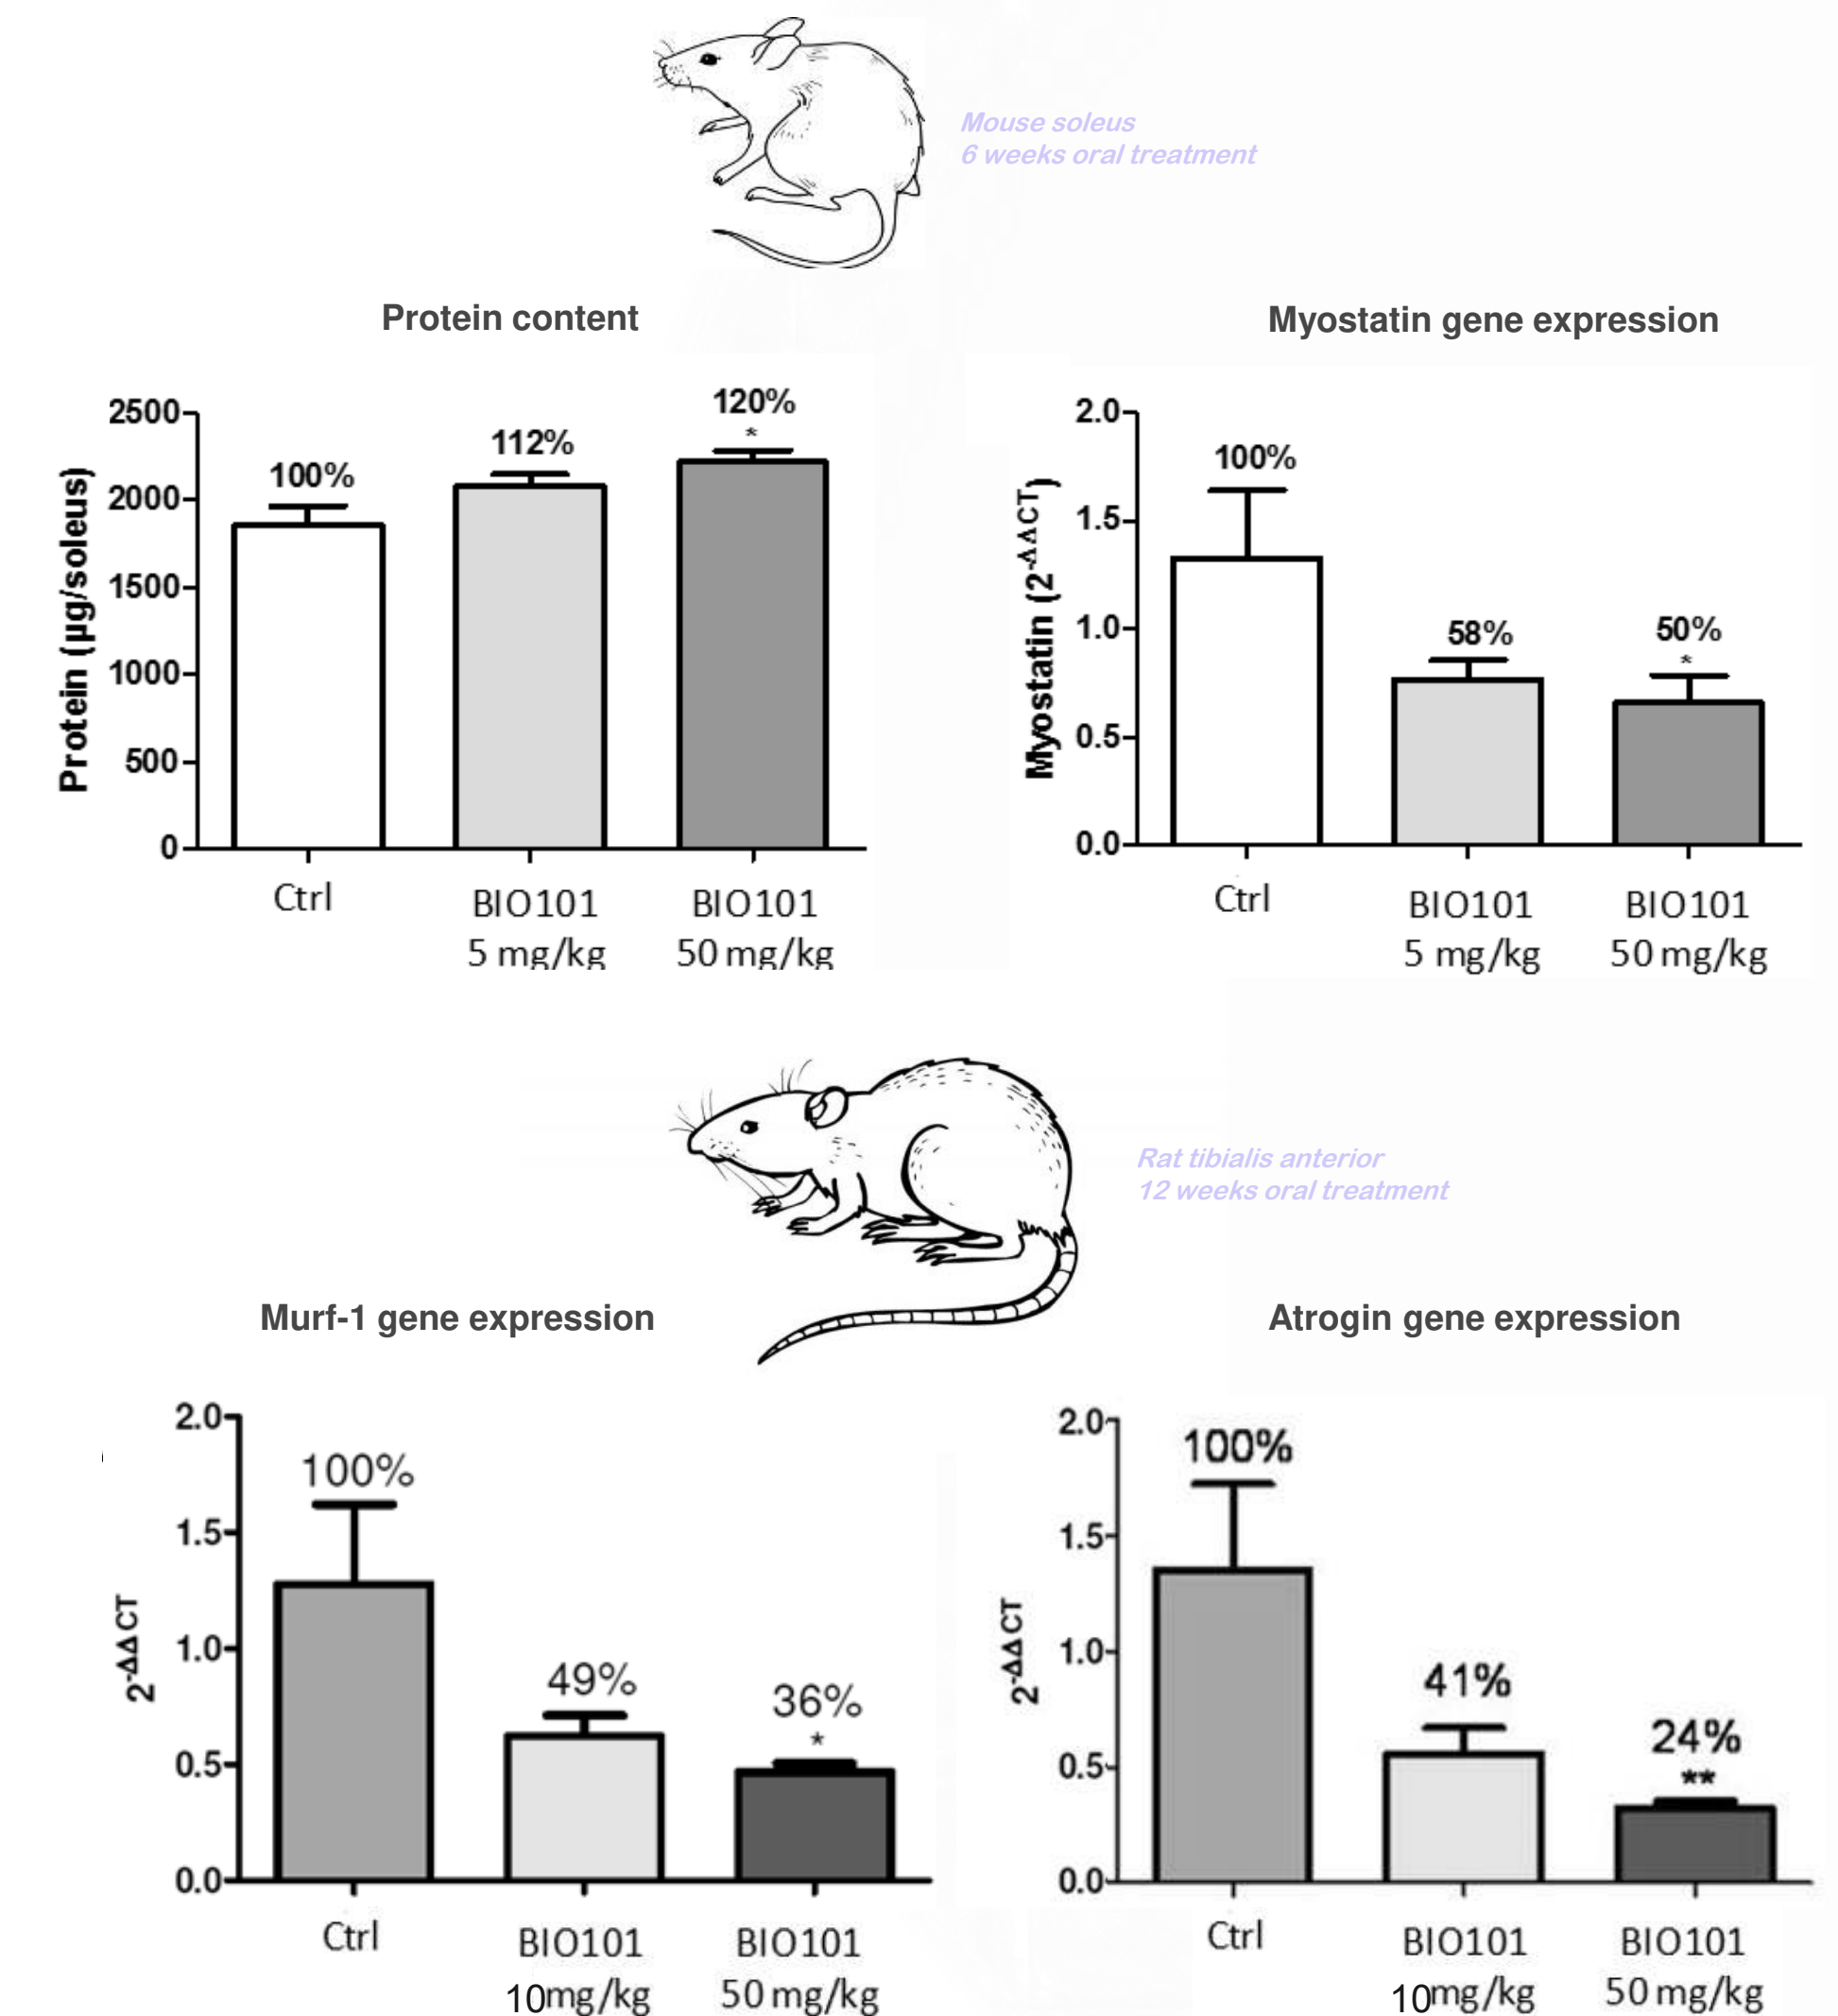 Mouse soleus
6 weeks oral treatment
Protein content
Protein (µg/soleus)
2500
2000
1500
1000
500
0
100%
112%
120%
*
Ctrl
BIO101
5 mg/kg
BIO101
50 mg/kg
Myostatin gene expression
Myostatin (2-ΔΔCT)
2.0
1.5
1.0
0.5
0.0
100%
58%
50%
*
Ctrl
BIO101
5 mg/kg
BIO101
50 mg/kg
Rat tibialis anterior
12 weeks oral treatment
Murf-1 gene expression
2-ΔΔCT
2.0
1.5
1.0
0.5
0.0
100%
49%
36%
*
Ctrl
BIO101
10mg/kg
BIO101
50 mg/kg
Atrogin gene expression
2-ΔΔCT
2.0
1.5
1.0
0.5
0.0
100%
41%
24%
**
Ctrl
BIO101
10mg/kg
BIO101
50 mg/kg